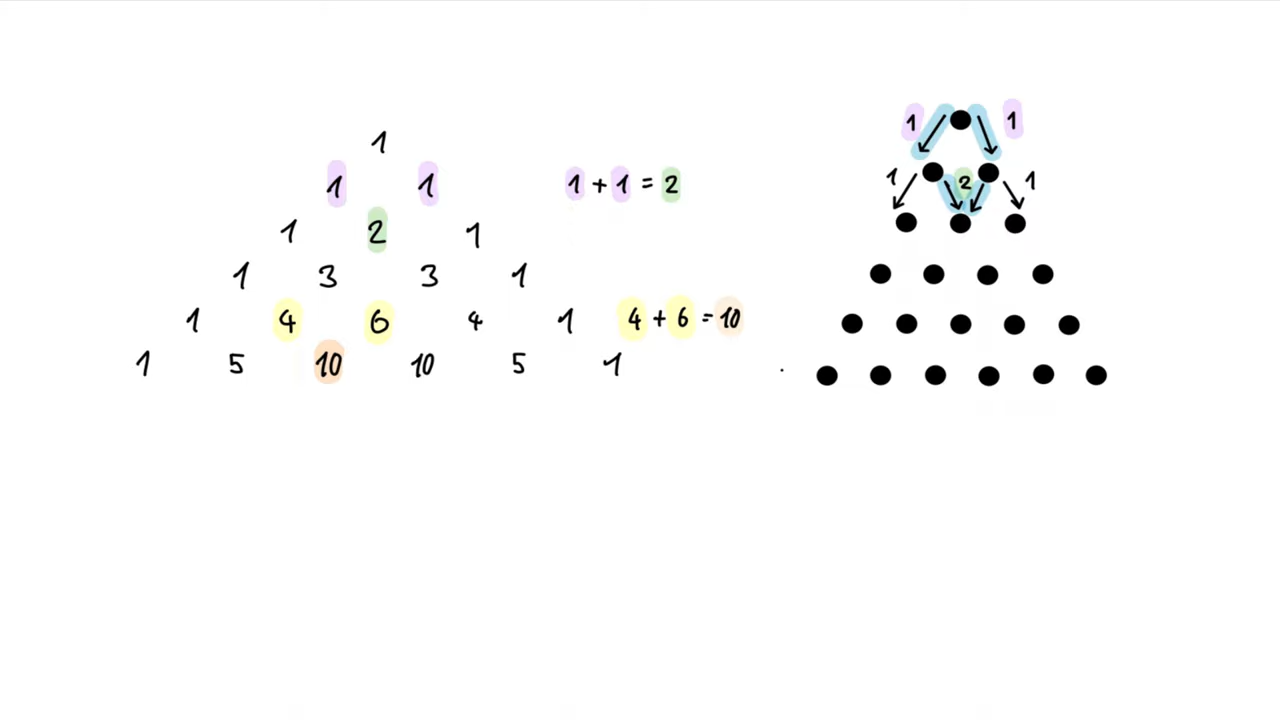 1
1 1 1 + 1 = 2
1 2 1
1 3 3 1
1 4 6 4 1 4 + 6 = 10
1 5 10 10 5 1
1 1
1 2 1